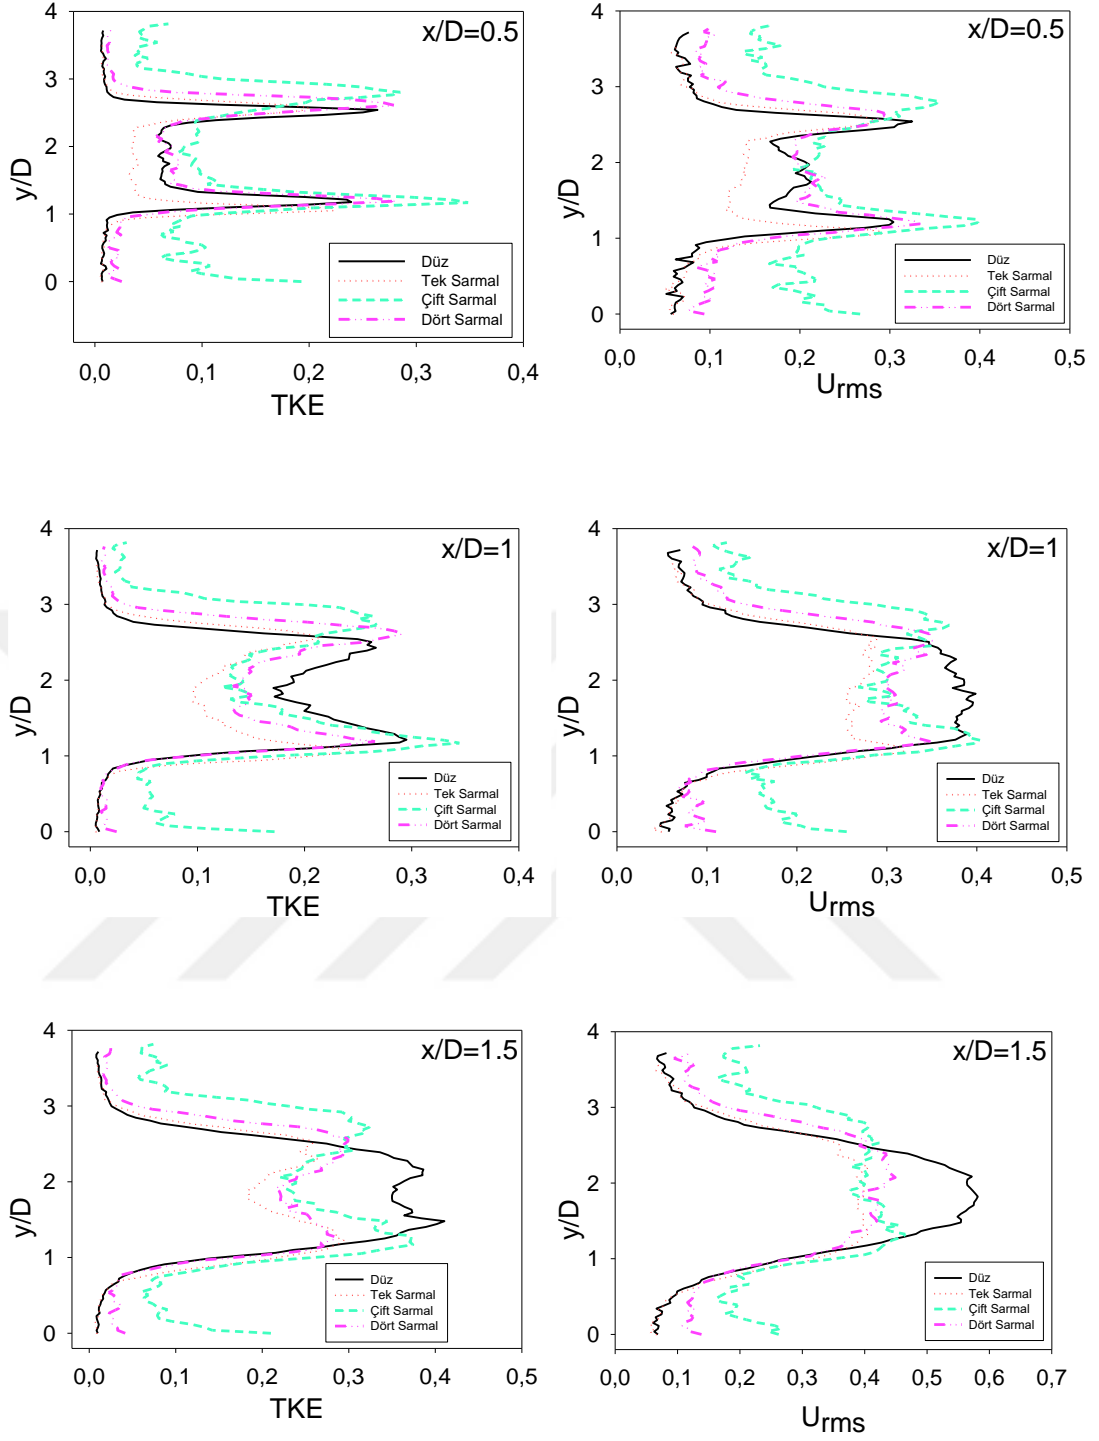 x/D=0.5
4
3
2
1
0
y/D
Düz
Tek Sarmal
Çift Sarmal
Dört Sarmal
0,0 0,1 0,2 0,3 0,4
TKE
x/D=0.5
4
3
2
1
0
y/D
Düz
Tek Sarmal
Çift Sarmal
Dört Sarmal
0,0 0,1 0,2 0,3 0,4 0,5
Urms
x/D=1
4
3
2
1
0
y/D
Düz
Tek Sarmal
Çift Sarmal
Dört Sarmal
0,0 0,1 0,2 0,3 0,4
TKE
x/D=1
4
3
2
1
0
y/D
Düz
Tek Sarmal
Çift Sarmal
Dört Sarmal
0,0 0,1 0,2 0,3 0,4 0,5
Urms
x/D=1.5
4
3
2
1
0
y/D
Düz
Tek Sarmal
Çift Sarmal
Dört Sarmal
0,0 0,1 0,2 0,3 0,4 0,5
TKE
x/D=1.5
4
3
2
1
0
y/D
Düz
Tek Sarmal
Çift Sarmal
Dört Sarmal
0,0 0,1 0,2 0,3 0,4 0,5 0,6 0,7
Urms